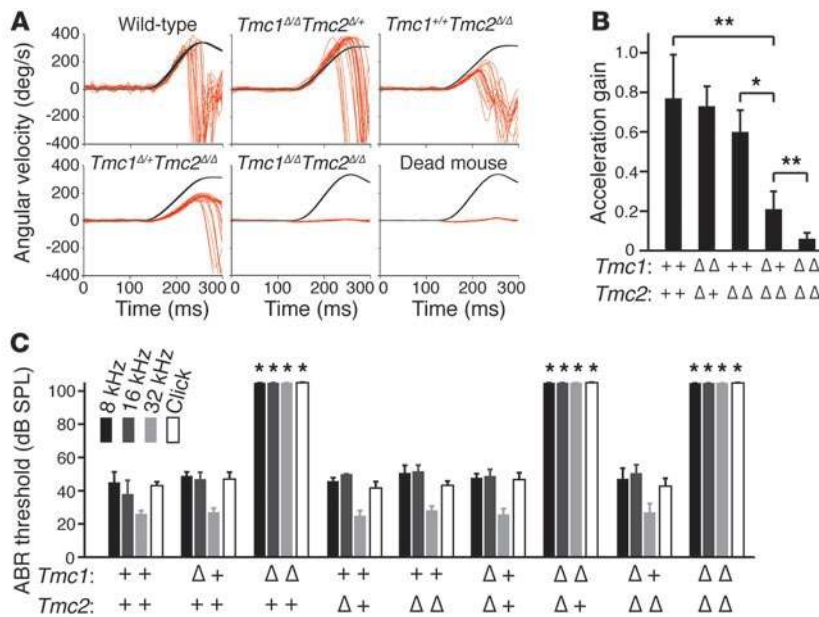 A
Wild-type
Tmc1Δ/ΔTmc2Δ/+
Tmc1+/+Tmc2Δ/Δ
Angular velocity (deg/s)
400
200
0
-200
400
Tmc1Δ/+Tmc2Δ/Δ
Tmc1Δ/ΔTmc2Δ/Δ
Dead mouse
400
200
0
-200
-400
0 100 200 300
0 100 200 300
0 100 200 300
Time (ms)
Time (ms)
Time (ms)
B
**
*
**
Acceleration gain
1.0
0.8
0.6
0.4
0.2
0
Tmc1: ++ ΔΔ ++ Δ+ ΔΔ
Tmc2: ++ Δ+ ΔΔ ΔΔ ΔΔ
C
8 kHz
16 kHz
32 kHz
Click
ABR threshold (dB SPL)
100
80
60
40
20
0
* * * *
* * * *
* * * *
Tmc1: + + Δ + Δ Δ + + + + Δ + Δ Δ Δ + Δ Δ
Tmc2: + + + + + + Δ + Δ Δ Δ + Δ + Δ Δ Δ Δ